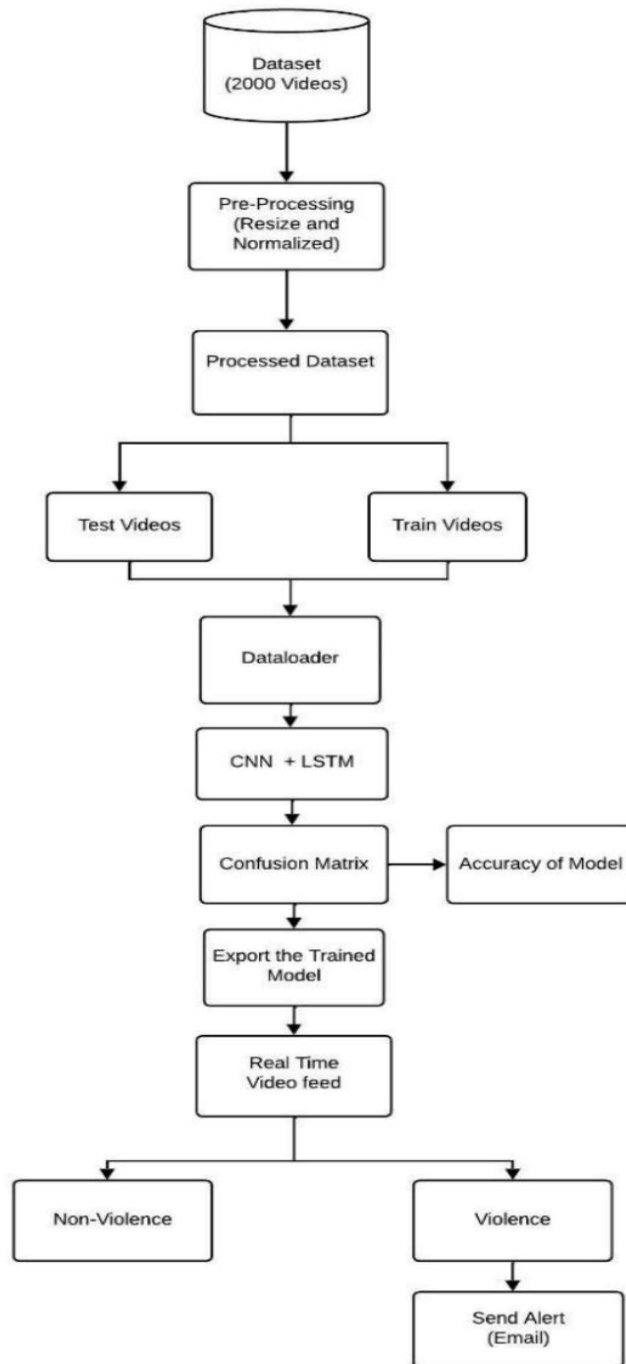 Dataset
(2000 Videos)
Pre-Processing
(Resize and
Normalized)
Processed Dataset
Test Videos
Train Videos
Dataloader
CNN + LSTM
Confusion Matrix
Accuracy of Model
Export the Trained
Model
Real Time
Video feed
Non-Violence
Violence
Send Alert
(Email)